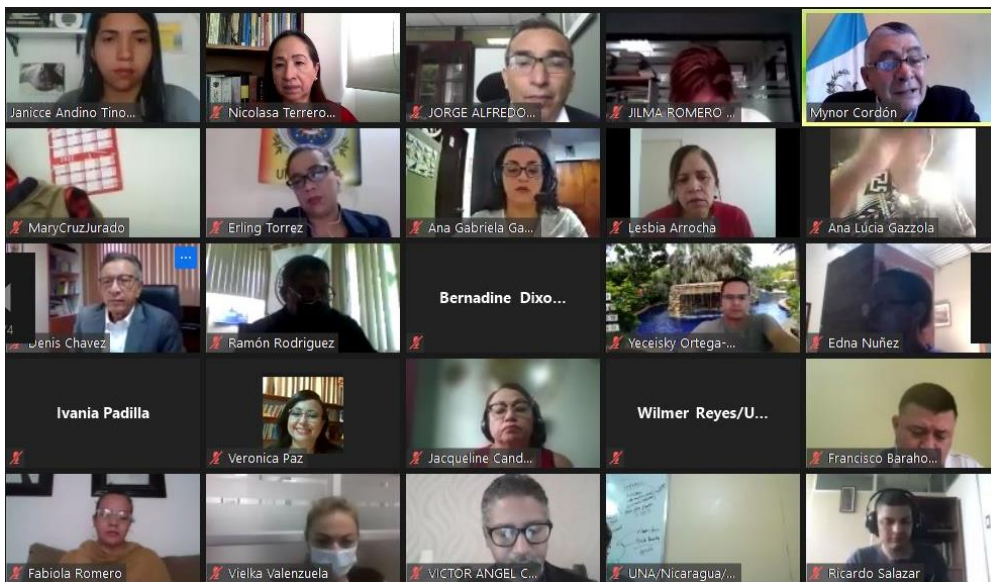 Janicce Andino Tino...
Nicolasa Terrero...
JORGE ALFREDO...
JILMA ROMERO ...
Mynor Cordón
MaryCruzJurado
Erling Torrez
Ana Gabriela Ga...
Lesbia Arrocha
Ana Lúcia Gazzola
Denis Chavez
Ramón Rodriguez
Bernadine Dixo...
Yeceisky Ortega-...
Edna Nuñez
Ivania Padilla
Veronica Paz
Jacqueline Cand...
Wilmer Reyes/U...
Francisco Baraho...
Fabiola Romero
Vielka Valenzuela
VICTOR ANGEL C...
UNA/Nicaragua/...
Ricardo Salazar